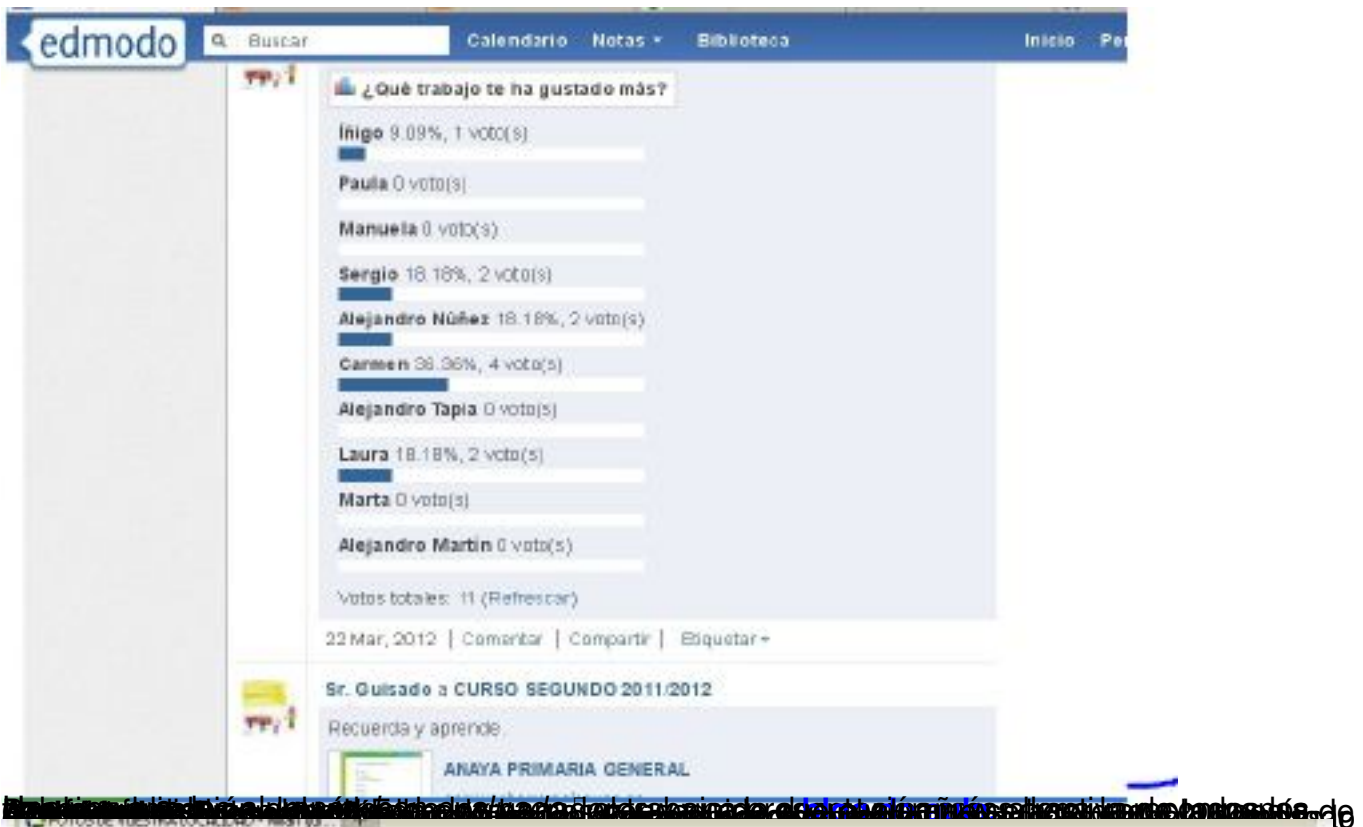 edmodo
Buscar
Calendario
Notas
Biblioteca
Inicio
¿Qué trabajo te ha gustado más?
Íñigo 9.09%, 1 voto(s)
Paula 0 voto(s)
Manuela 0 voto(s)
Sergio 18.18%, 2 voto(s)
Alejandro Núñez 18.18%, 2 voto(s)
Carmen 36.36%, 4 voto(s)
Alejandro Tapia 0 voto(s)
Laura 18.18%, 2 voto(s)
Marta 0 voto(s)
Alejandro Martin 0 voto(s)
Votos totales: 11 (Refrescar)
22 Mar, 2012 | Comentar | Compartir | Etiquetar
Sr. Guisado a CURSO SEGUNDO 2011/2012
Recuerda y aprende.
ANAYA PRIMARIA GENERAL